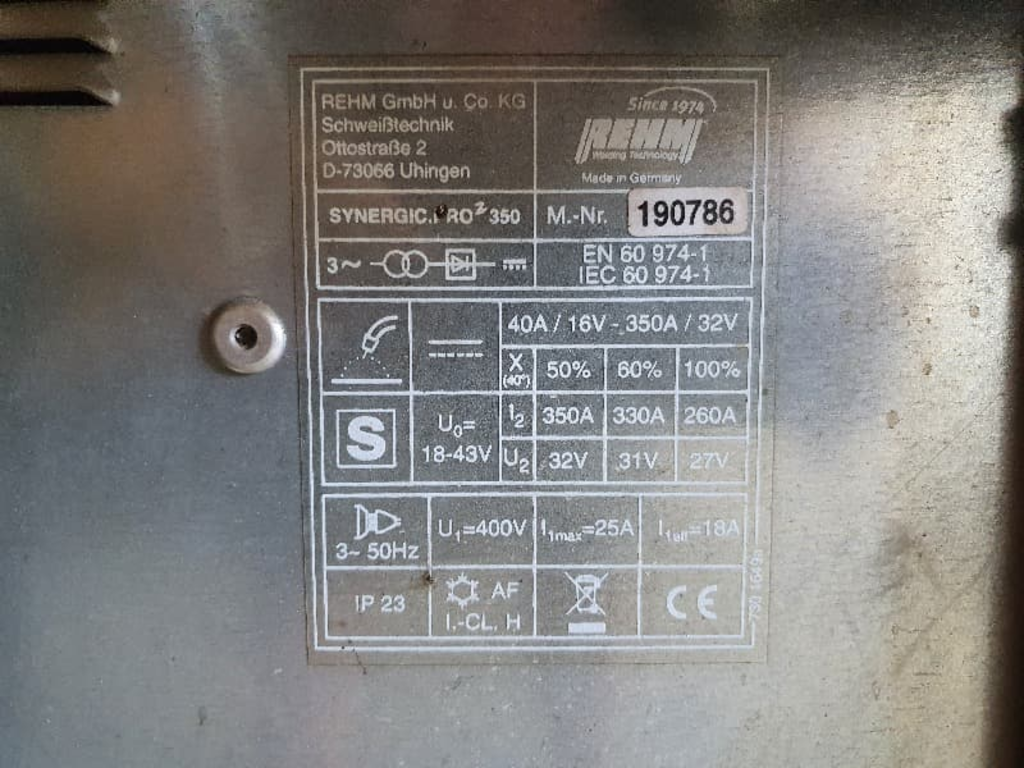 REHM GmbH u. Co. KG
Schweißtechnik
Ottostraße 2
D-73066 Uhingen
Since 1974
REHM
Welding Technology
Made in Germany
SYNERGIC.PRO² 350
M.-Nr. 190786
3~
EN 60 974-1
IEC 60 974-1
40A / 16V - 350A / 32V
X (40°) 50% 60% 100%
S
U₀= 18-43V
I₂ 350A 330A 260A
U₂ 32V 31V 27V
3~ 50Hz
U₁=400V
I₁max=25A
I₁eff=18A
IP 23
AF
I.-CL. H
CE